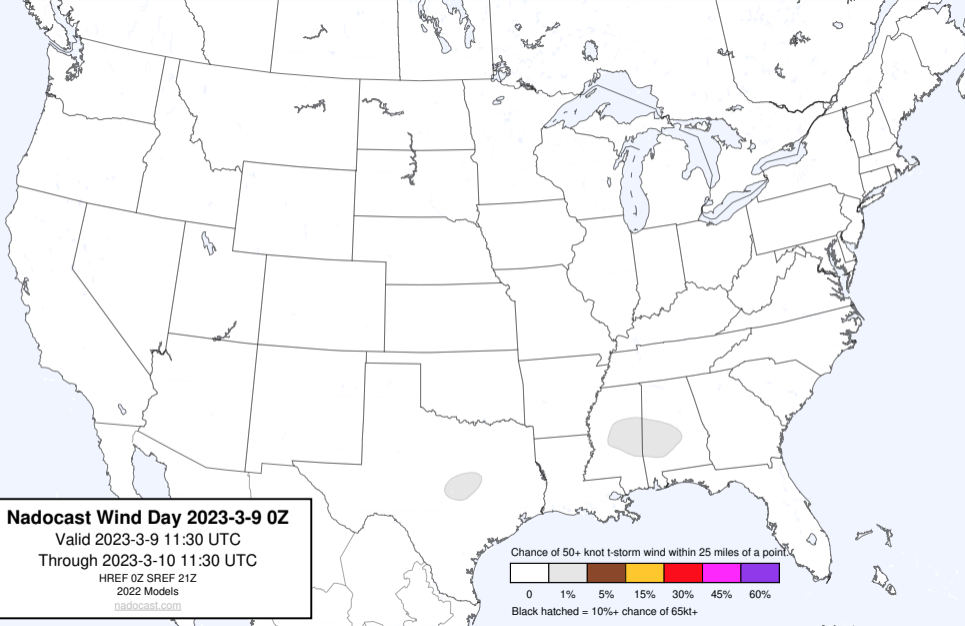 Nadocast Wind Day 2023-3-9 0Z
Valid 2023-3-9 11:30 UTC
Through 2023-3-10 11:30 UTC
HREF 0Z SREF 21Z
2022 Models
nadocast.com
Chance of 50+ knot t-storm wind within 25 miles of a point.
0 1% 5% 15% 30% 45% 60%
Black hatched = 10%+ chance of 65kt+